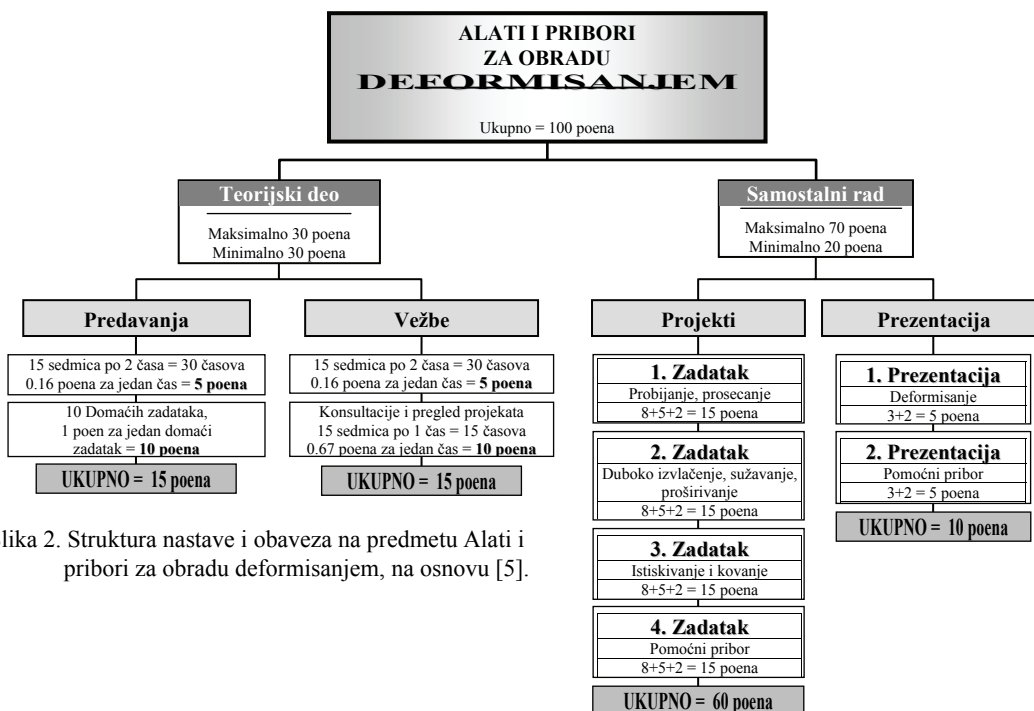 ALATI I PRIBORI
ZA OBRADU
DEFORMISANJEM
Ukupno = 100 poena
Teorijski deo
Maksimalno 30 poena
Minimalno 30 poena
Samostalni rad
Maksimalno 70 poena
Minimalno 20 poena
Predavanja
15 sedmica po 2 časa = 30 časova
0.16 poena za jedan čas = 5 poena
10 Domaćih zadataka,
1 poen za jedan domaći
zadatak = 10 poena
UKUPNO = 15 poena
Vežbe
15 sedmica po 2 časa = 30 časova
0.16 poena za jedan čas = 5 poena
Konsultacije i pregled projekata
15 sedmica po 1 čas = 15 časova
0.67 poena za jedan čas = 10 poena
UKUPNO = 15 poena
Projekti
1. Zadatak
Probijanje, prosecanje
8+5+2 = 15 poena
2. Zadatak
Duboko izvlačenje, sužavanje,
proširivanje
8+5+2 = 15 poena
3. Zadatak
Istiskivanje i kovanje
8+5+2 = 15 poena
4. Zadatak
Pomoćni pribor
8+5+2 = 15 poena
UKUPNO = 60 poena
Prezentacija
1. Prezentacija
Deformisanje
3+2 = 5 poena
2. Prezentacija
Pomoćni pribor
3+2 = 5 poena
UKUPNO = 10 poena
lika 2. Struktura nastave i obaveza na predmetu Alati i
pribori za obradu deformisanjem, na osnovu [5].